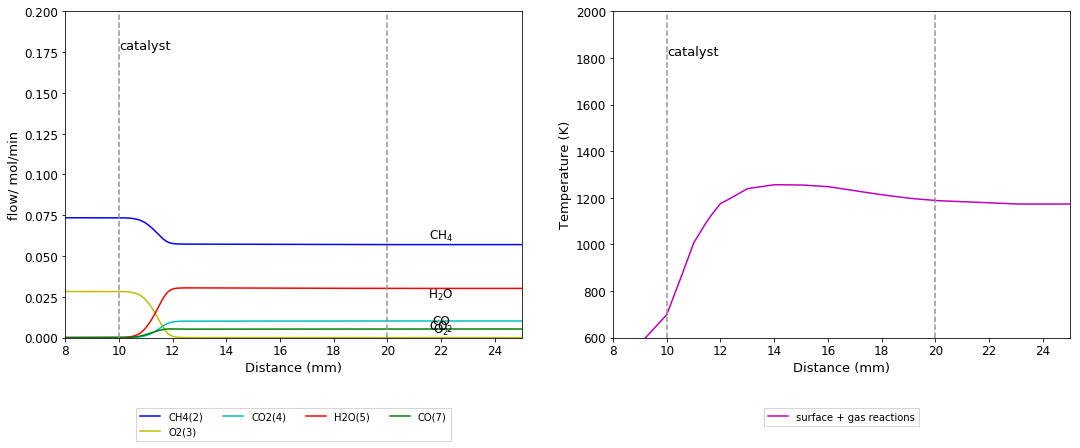 0.200
0.175
0.150
0.125
0.100
0.075
0.050
0.025
0.000
flow/ mol/min
catalyst
CH₄
H₂O
CO
CO₂
O₂
8 10 12 14 16 18 20 22 24
Distance (mm)
CH4(2) CO2(4) H2O(5) CO(7)
O2(3)
2000
1800
1600
1400
1200
1000
800
600
Temperature (K)
catalyst
8 10 12 14 16 18 20 22 24
Distance (mm)
surface + gas reactions